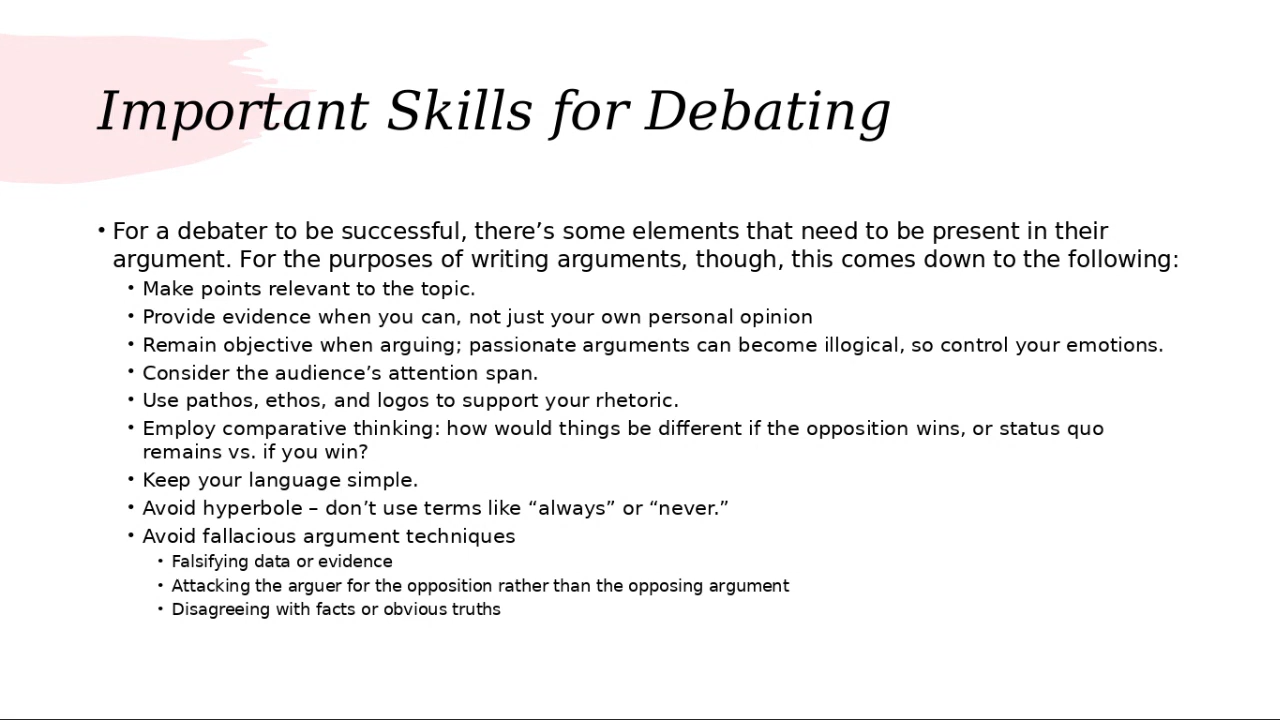 Important Skills for Debating
• For a debater to be successful, there’s some elements that need to be present in their
argument. For the purposes of writing arguments, though, this comes down to the following:
• Make points relevant to the topic.
• Provide evidence when you can, not just your own personal opinion
• Remain objective when arguing; passionate arguments can become illogical, so control your emotions.
• Consider the audience’s attention span.
• Use pathos, ethos, and logos to support your rhetoric.
• Employ comparative thinking: how would things be different if the opposition wins, or status quo
remains vs. if you win?
• Keep your language simple.
• Avoid hyperbole – don’t use terms like “always” or “never.”
• Avoid fallacious argument techniques
• Falsifying data or evidence
• Attacking the arguer for the opposition rather than the opposing argument
• Disagreeing with facts or obvious truths